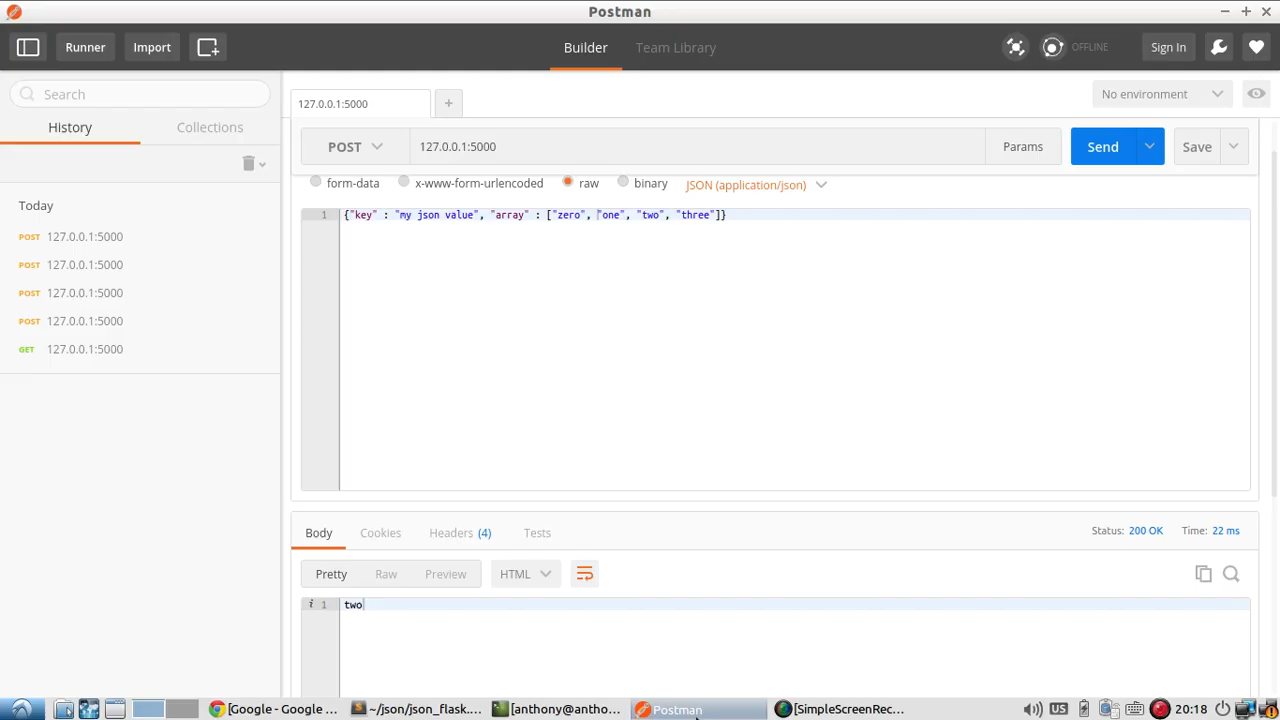 Postman
Runner
Import
Builder
Team Library
OFFLINE
Sign In
Search
127.0.0.1:5000
+
No environment
History
Collections
POST
127.0.0.1:5000
Params
Send
Save
form-data
x-www-form-urlencoded
raw
binary
JSON (application/json)
Today
1 {"key" : "my json value", "array" : ["zero", "one", "two", "three"]}
POST 127.0.0.1:5000
POST 127.0.0.1:5000
POST 127.0.0.1:5000
POST 127.0.0.1:5000
GET 127.0.0.1:5000
Body
Cookies
Headers (4)
Tests
Status: 200 OK
Time: 22 ms
Pretty
Raw
Preview
HTML
i 1 two
[Google - Google ...
~/json/json_flask....
[anthony@antho...
Postman
[SimpleScreenRec...
US
20:18